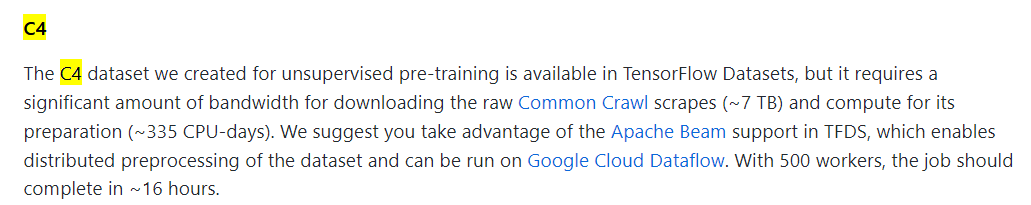 C4
The C4 dataset we created for unsupervised pre-training is available in TensorFlow Datasets, but it requires a
significant amount of bandwidth for downloading the raw Common Crawl scrapes (~7 TB) and compute for its
preparation (~335 CPU-days). We suggest you take advantage of the Apache Beam support in TFDS, which enables
distributed preprocessing of the dataset and can be run on Google Cloud Dataflow. With 500 workers, the job should
complete in ~16 hours.